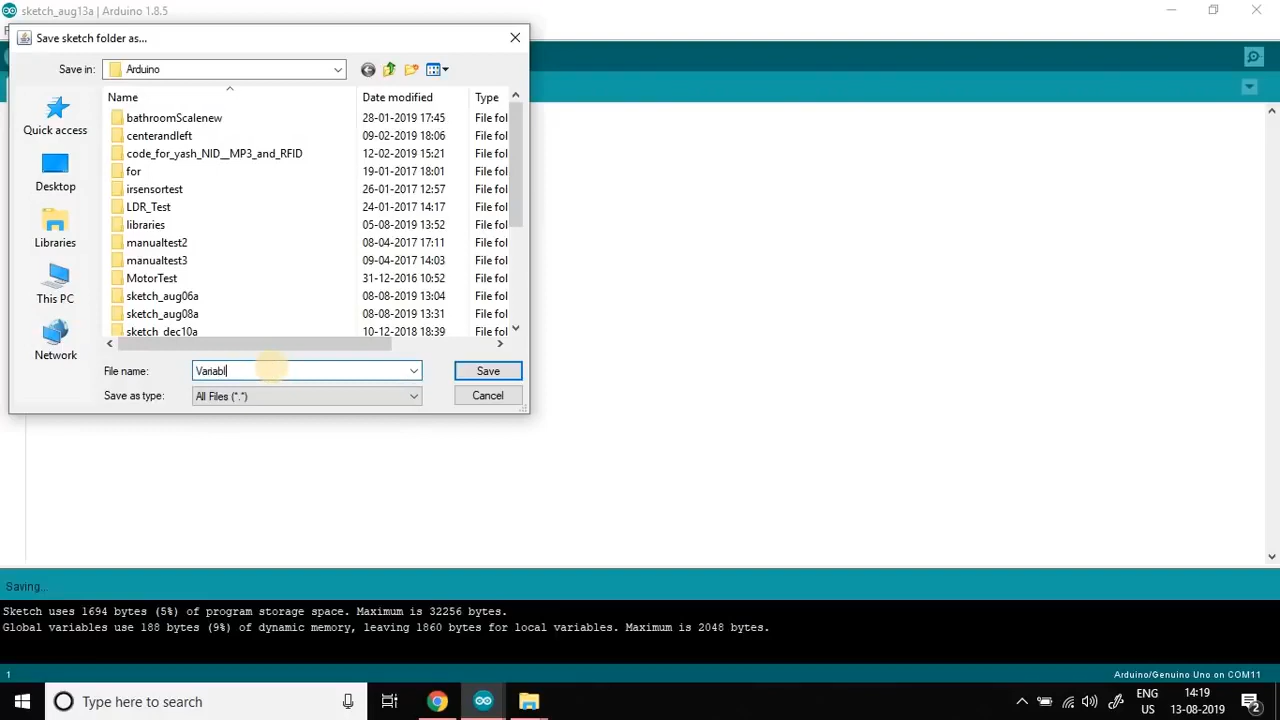 sketch_aug13a | Arduino 1.8.5
Save sketch folder as...
Save in:
Arduino
Name
Date modified
Type
Quick access
Desktop
Libraries
This PC
Network
bathroomScalenew 28-01-2019 17:45 File fol
centerandleft 09-02-2019 18:06 File fol
code_for_yash_NID__MP3_and_RFID 12-02-2019 15:21 File fol
for 19-01-2017 18:01 File fol
irsensortest 26-01-2017 12:57 File fol
LDR_Test 24-01-2017 14:17 File fol
libraries 05-08-2019 13:52 File fol
manualtest2 08-04-2017 17:11 File fol
manualtest3 09-04-2017 14:03 File fol
MotorTest 31-12-2016 10:52 File fol
sketch_aug06a 08-08-2019 13:04 File fol
sketch_aug08a 08-08-2019 13:31 File fol
sketch_dec10a 10-12-2018 18:39 File fol
File name: Variabl
Save
Save as type: All Files (*.*)
Cancel
Saving...
Sketch uses 1694 bytes (5%) of program storage space. Maximum is 32256 bytes.
Global variables use 188 bytes (9%) of dynamic memory, leaving 1860 bytes for local variables. Maximum is 2048 bytes.
1
Arduino/Genuino Uno on COM11
Type here to search
ENG
US
14:19
13-08-2019
2